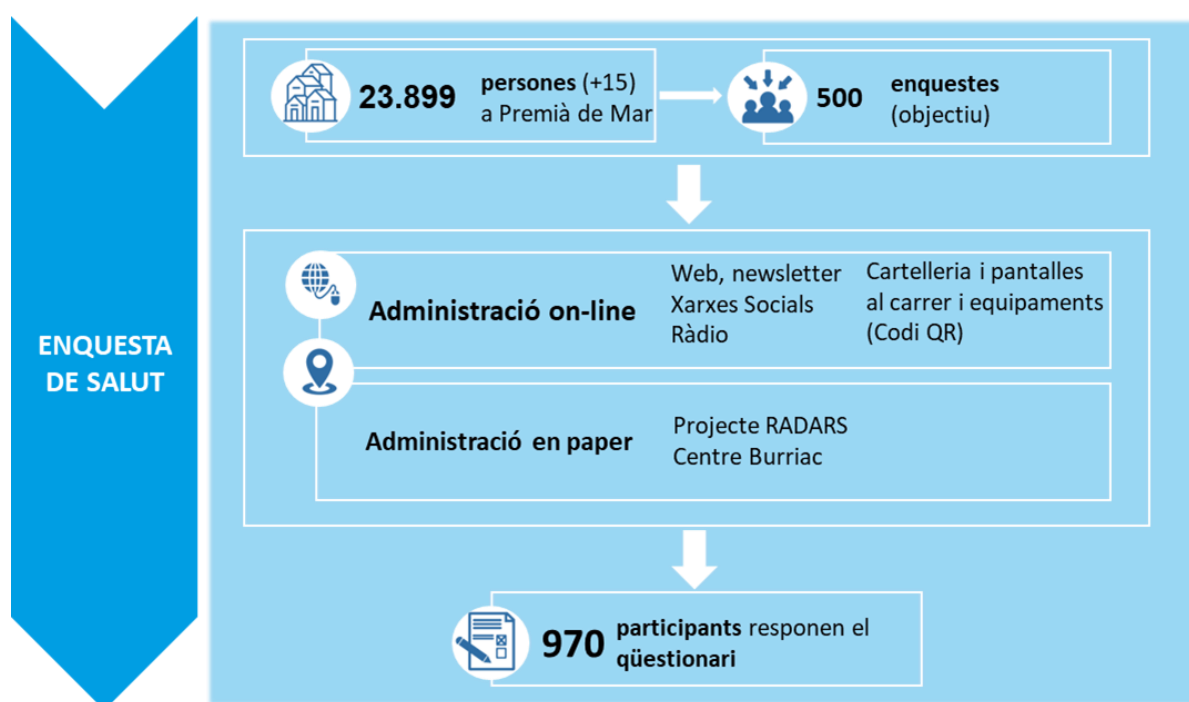 ENQUESTA
DE SALUT
23.899
persones (+15)
a Premià de Mar
500
enquestes
(objectiu)
Administració on-line
Web, newsletter
Xarxes Socials
Ràdio
Cartelleria i pantalles
al carrer i equipaments
(Codi QR)
Administració en paper
Projecte RADARS
Centre Burriac
970
participants responen el
qüestionari